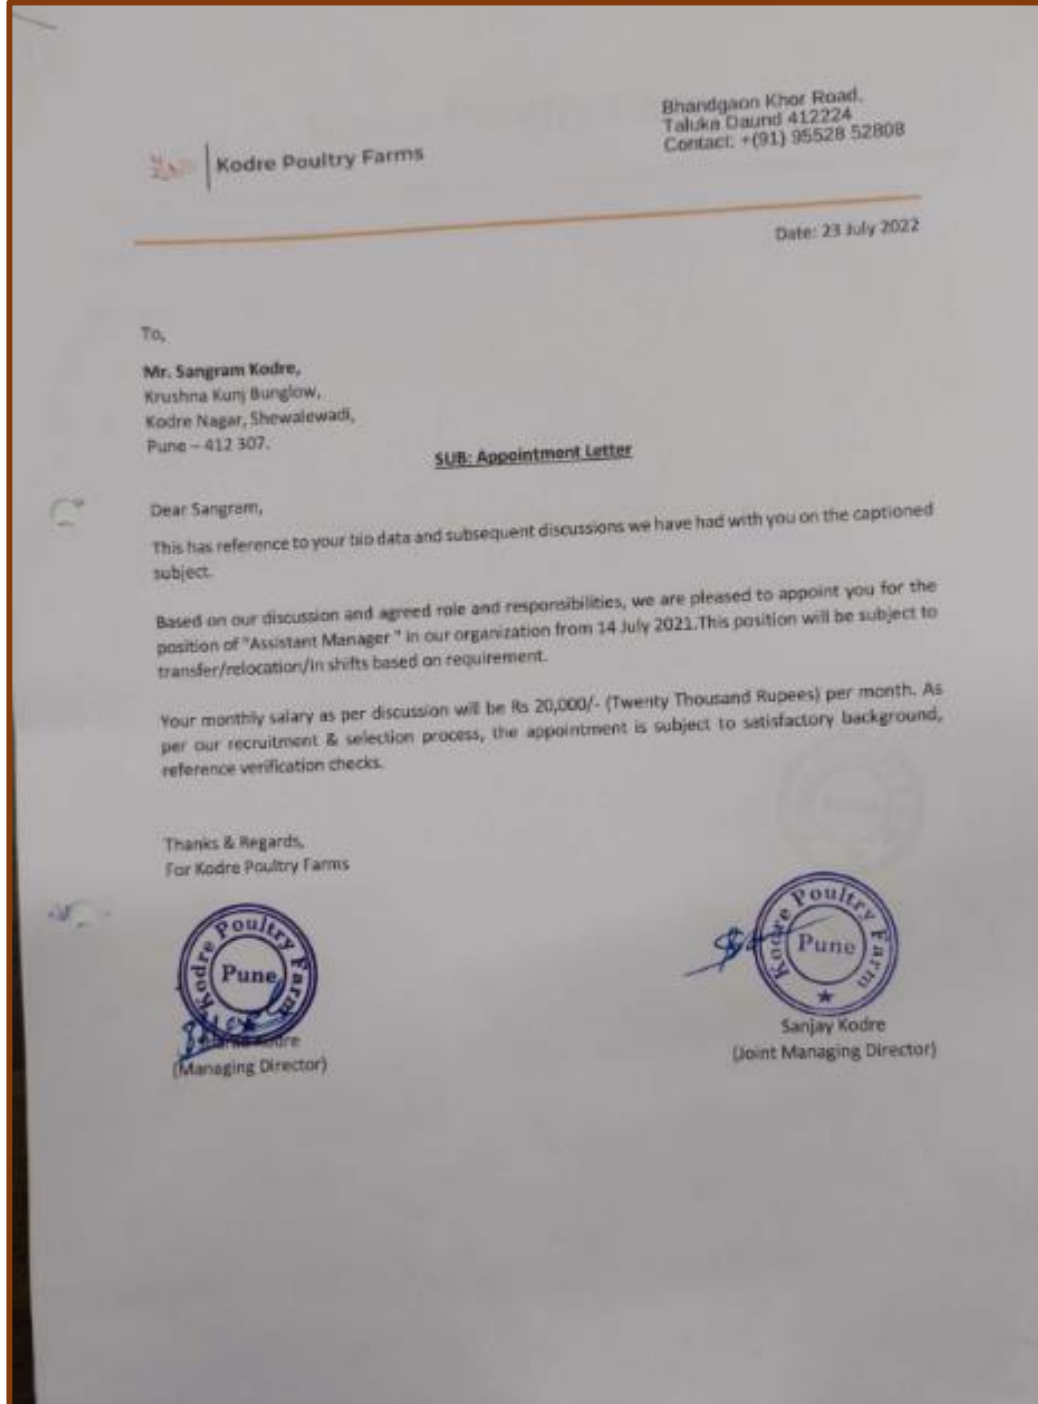 Kodre Poultry Farms
Bhandgaon Khor Road,
Taluka Daund 412224
Contact: +(91) 95528 52808
Date: 23 July 2022
To,
Mr. Sangram Kodre,
Krushna Kunj Bunglow,
Kodre Nagar, Shewalewadi,
Pune – 412 307.
SUB: Appointment Letter
Dear Sangram,
This has reference to your bio data and subsequent discussions we have had with you on the captioned
subject.
Based on our discussion and agreed role and responsibilities, we are pleased to appoint you for the
position of "Assistant Manager " in our organization from 14 July 2021.This position will be subject to
transfer/relocation/in shifts based on requirement.
Your monthly salary as per discussion will be Rs 20,000/- (Twenty Thousand Rupees) per month. As
per our recruitment & selection process, the appointment is subject to satisfactory background,
reference verification checks.
Thanks & Regards,
For Kodre Poultry Farms
Kodre Poultry Farm
Pune
Kodre
(Managing Director)
Kodre Poultry Farm
Pune
Sanjay Kodre
(Joint Managing Director)